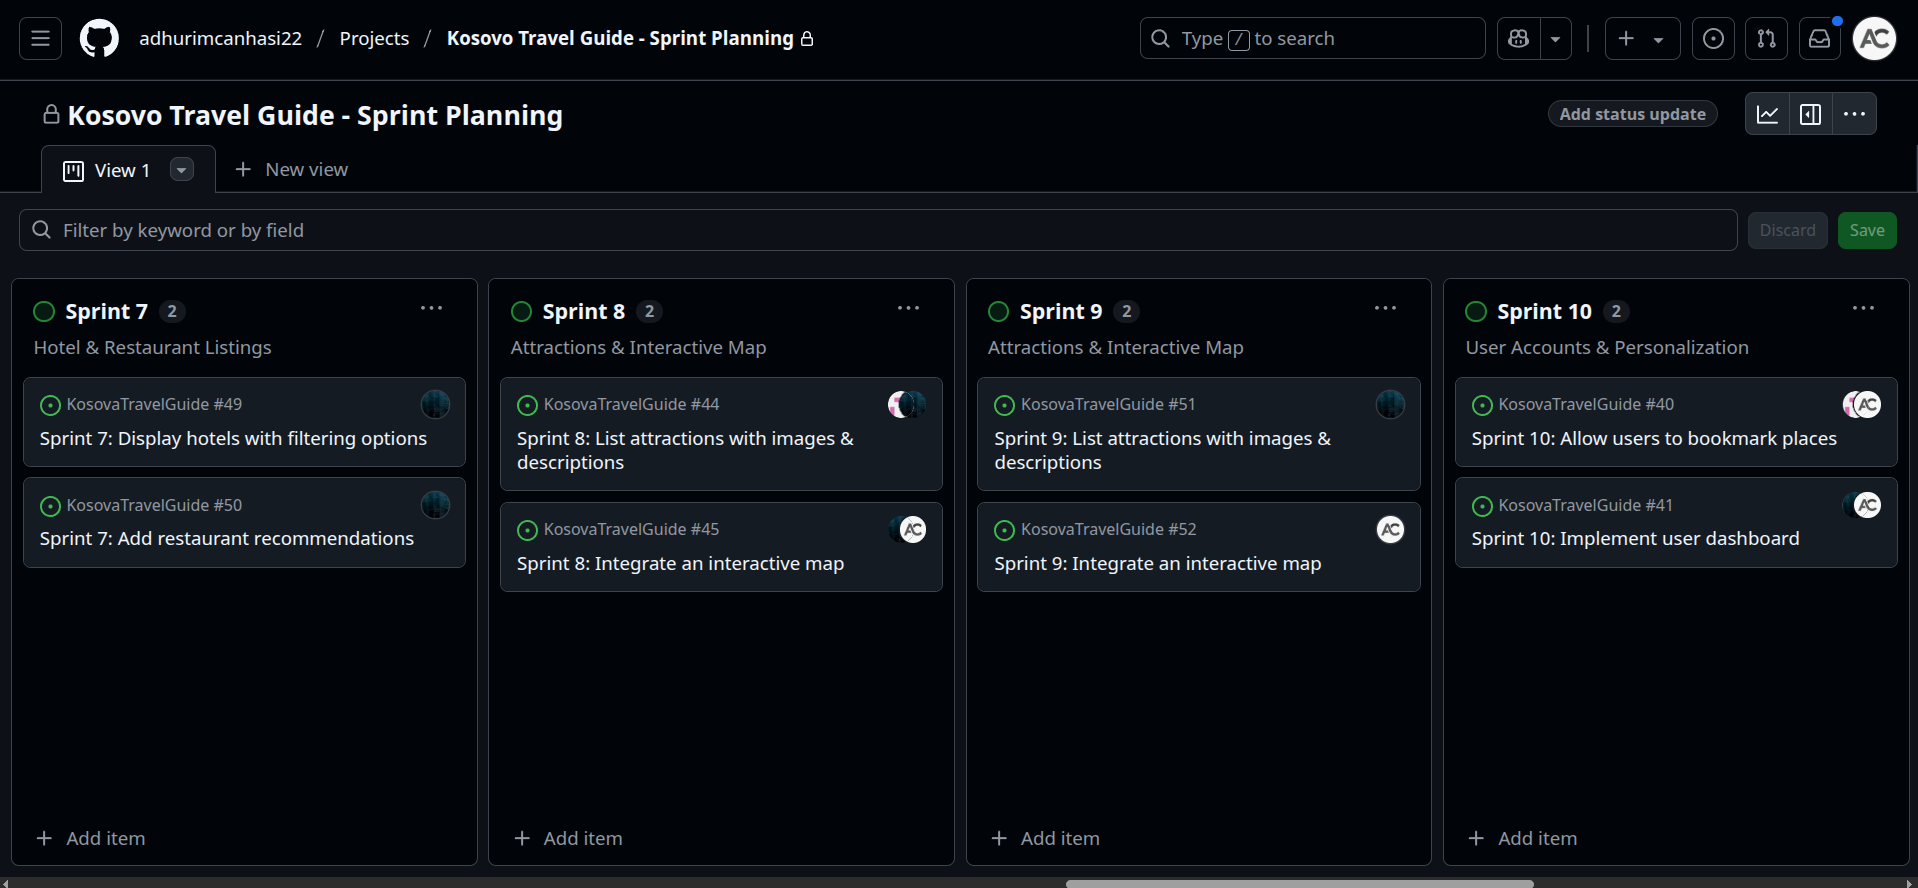 adhurimcanhasi22 / Projects / Kosovo Travel Guide - Sprint Planning
Type / to search
AC
Kosovo Travel Guide - Sprint Planning
Add status update
View 1
New view
Filter by keyword or by field
Discard
Save
Sprint 7 2
Hotel & Restaurant Listings
KosovaTravelGuide #49
Sprint 7: Display hotels with filtering options
KosovaTravelGuide #50
Sprint 7: Add restaurant recommendations
Add item
Sprint 8 2
Attractions & Interactive Map
KosovaTravelGuide #44
Sprint 8: List attractions with images &
descriptions
KosovaTravelGuide #45
AC
Sprint 8: Integrate an interactive map
Add item
Sprint 9 2
Attractions & Interactive Map
KosovaTravelGuide #51
Sprint 9: List attractions with images &
descriptions
KosovaTravelGuide #52
AC
Sprint 9: Integrate an interactive map
Add item
Sprint 10 2
User Accounts & Personalization
KosovaTravelGuide #40
AC
Sprint 10: Allow users to bookmark places
KosovaTravelGuide #41
AC
Sprint 10: Implement user dashboard
Add item